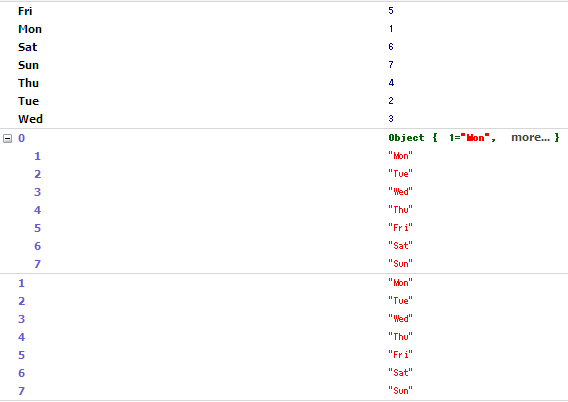 Fri 5
Mon 1
Sat 6
Sun 7
Thu 4
Tue 2
Wed 3
0 Object { 1="Mon", more... }
1 "Mon"
2 "Tue"
3 "Wed"
4 "Thu"
5 "Fri"
6 "Sat"
7 "Sun"
1 "Mon"
2 "Tue"
3 "Wed"
4 "Thu"
5 "Fri"
6 "Sat"
7 "Sun"